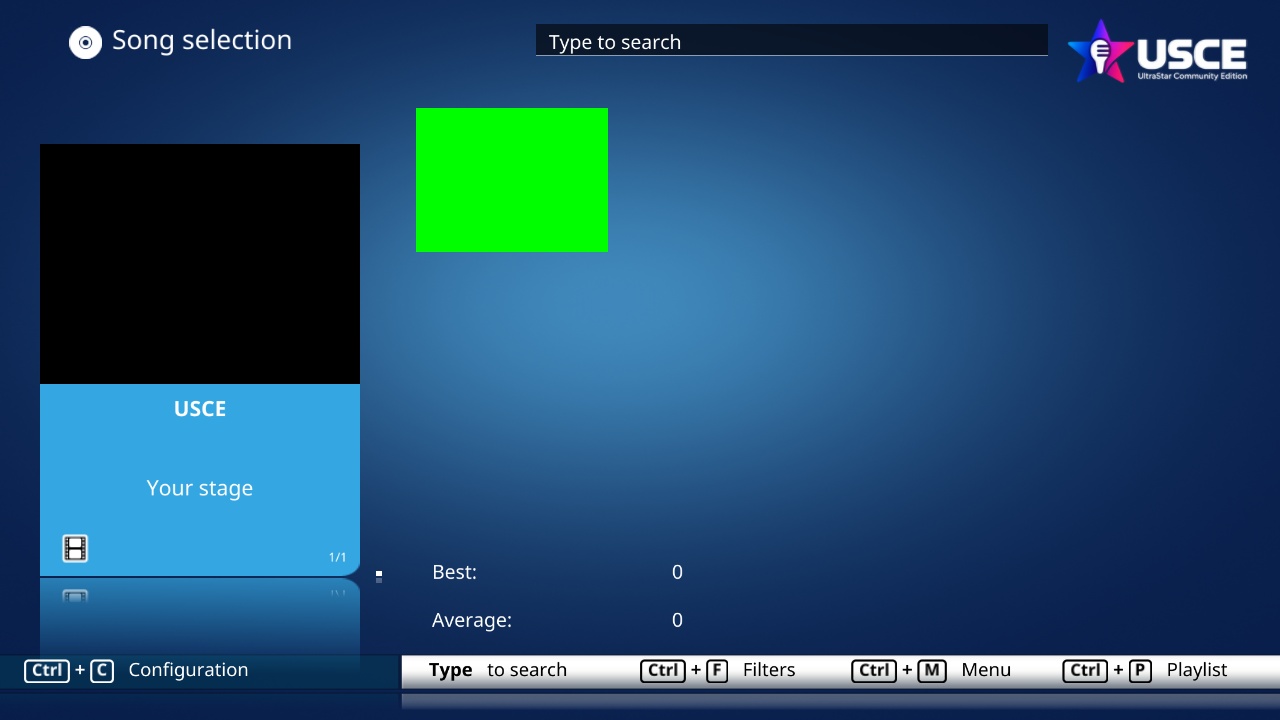 Song selection
Type to search
USCE
UltraStar Community Edition
USCE
Your stage
1/1
Best: 0
Average: 0
Ctrl + C Configuration
Type to search Ctrl + F Filters Ctrl + M Menu Ctrl + P Playlist